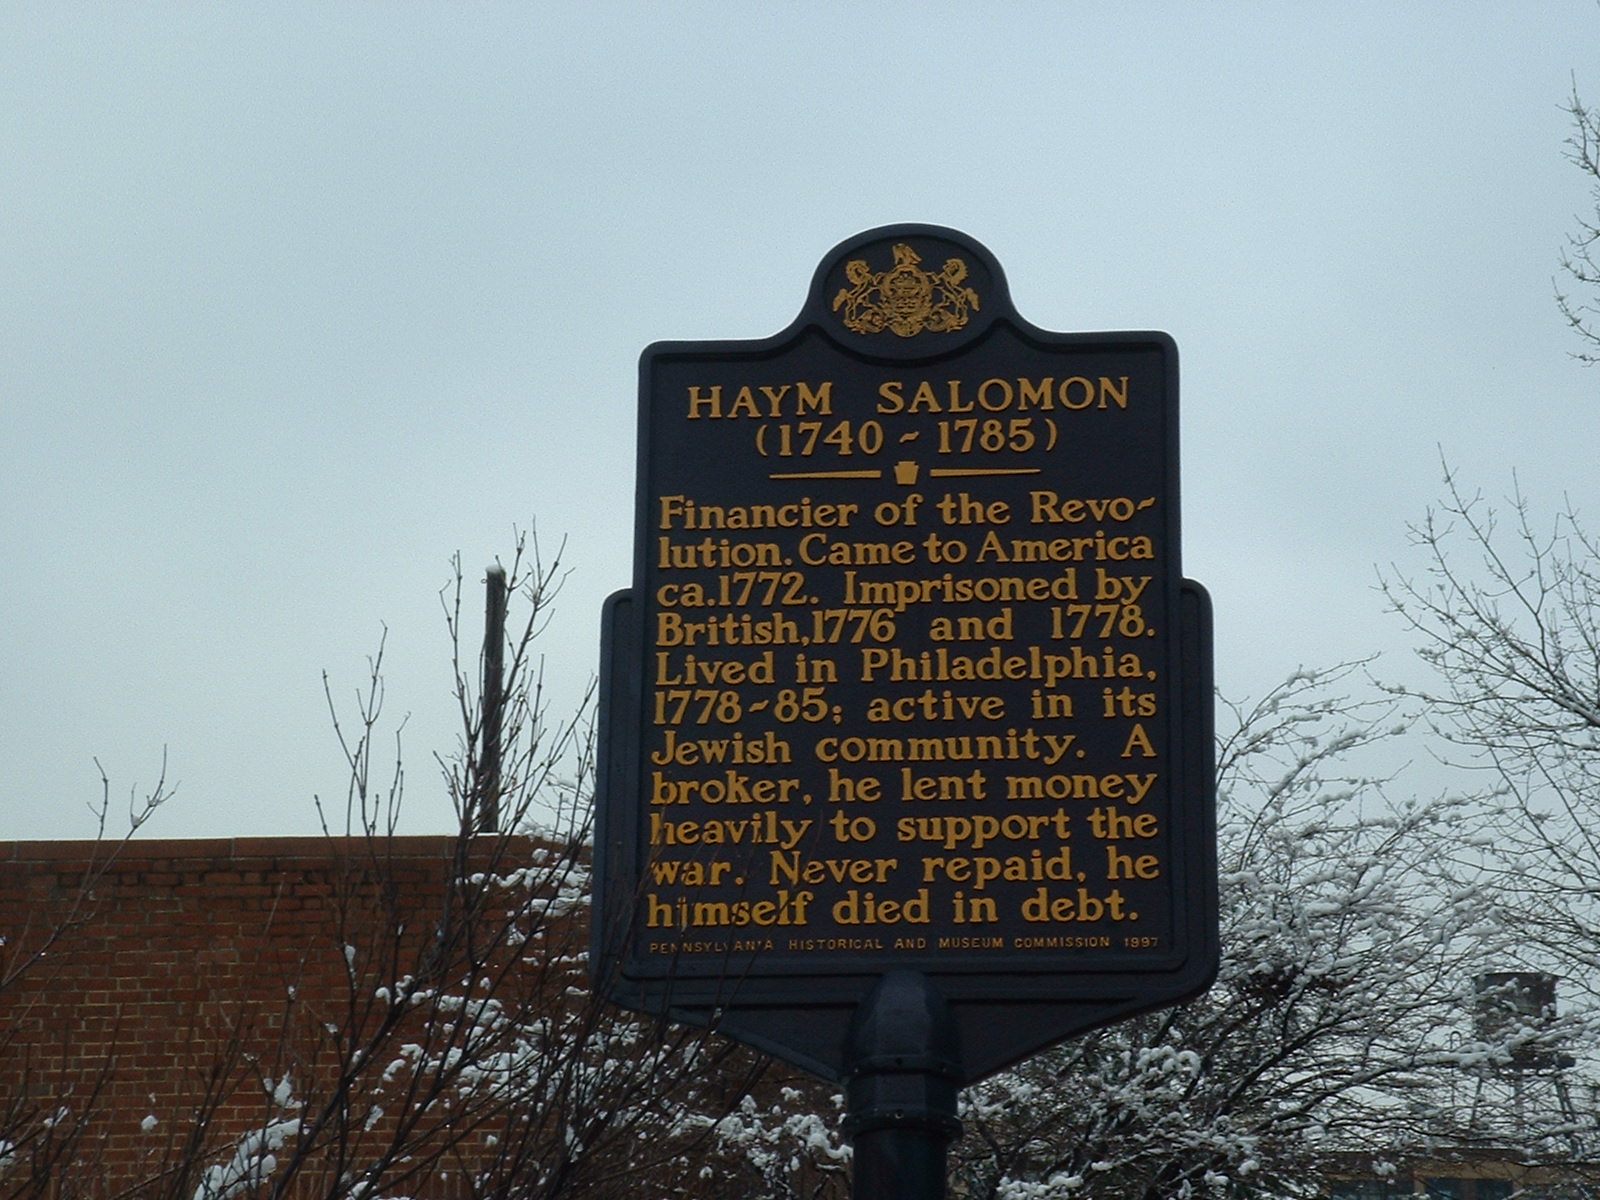 HAYM SALOMON
(1740~1785)
Financier of the Revo~
lution. Came to America
ca.1772. Imprisoned by
British,1776 and 1778.
Lived in Philadelphia,
1778~85; active in its
Jewish community. A
broker, he lent money
heavily to support the
war. Never repaid, he
himself died in debt.
PENNSYLVANIA HISTORICAL AND MUSEUM COMMISSION 1997